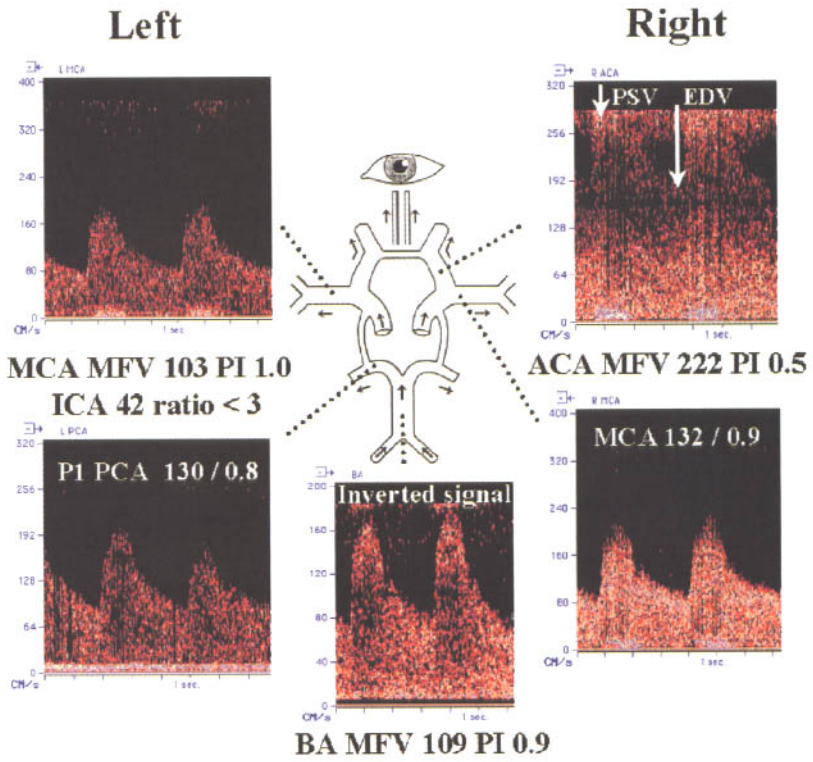 Left
Right
L MCA
400
320
240
160
80
0
CM/s
1 sec.
MCA MFV 103 PI 1.0
ICA 42 ratio < 3
R ACA
PSV EDV
320
256
192
128
64
0
CM/s
1 sec.
ACA MFV 222 PI 0.5
L PCA
P1 PCA 130 / 0.8
320
256
192
128
64
0
CM/s
1 sec.
BA
Inverted signal
200
160
120
80
40
0
CM/s
1 sec.
BA MFV 109 PI 0.9
R MCA
MCA 132 / 0.9
400
320
240
160
80
0
CM/s
1 sec.